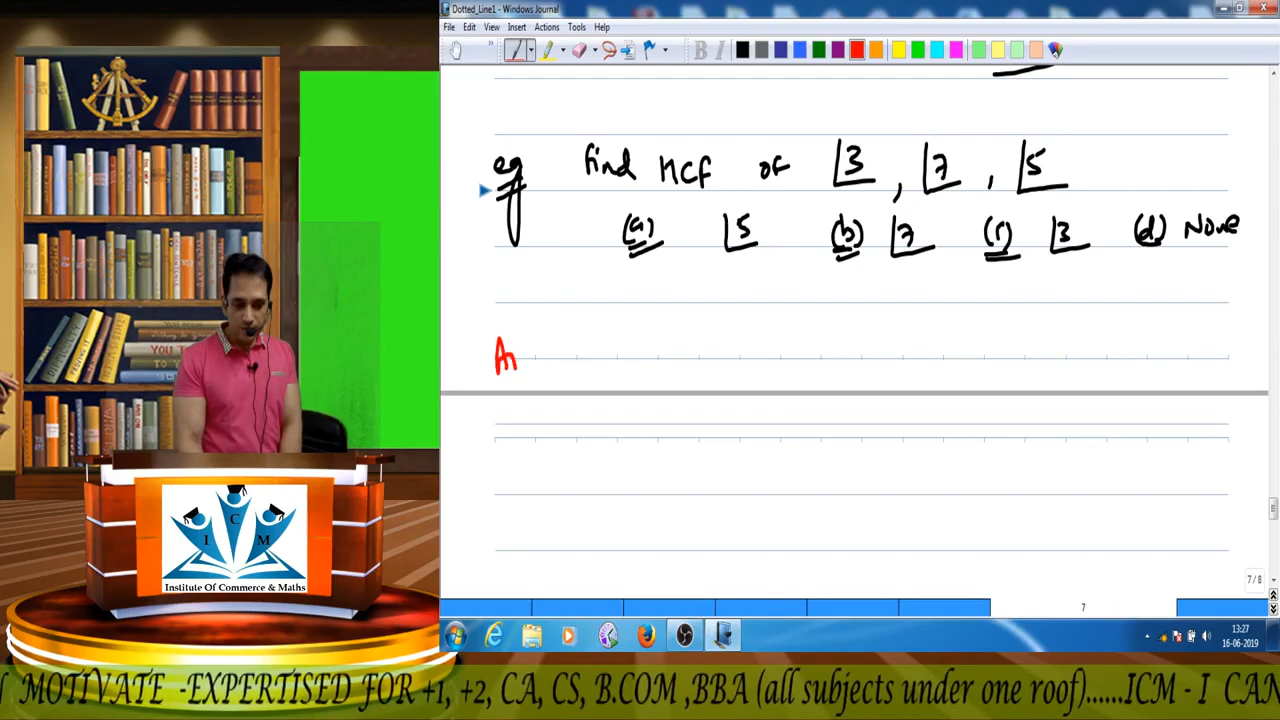 Dotted_Line1 - Windows Journal
File Edit View Insert Actions Tools Help
eg find HCF of |3, |7, |5
(a) |5 (b) |7 (c) |3 (d) None
An
7 / 8
7
I C M
Institute Of Commerce & Maths
YOU
TO
13:27
16-06-2019
MOTIVATE -EXPERTISED FOR +1, +2, CA, CS, B.COM ,BBA (all subjects under one roof)......ICM - I CAN